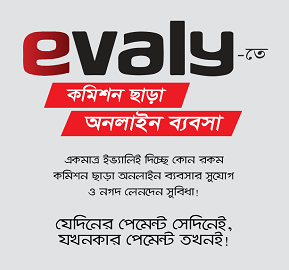 evaly-তে
কমিশন ছাড়া
অনলাইন ব্যবসা
একমাত্র ইভ্যালিই দিচ্ছে কোন রকম
কমিশন ছাড়া অনলাইন ব্যবসার সুযোগ
ও নগদ লেনদেন সুবিধা!
যেদিনের পেমেন্ট সেদিনেই,
যখনকার পেমেন্ট তখনই!